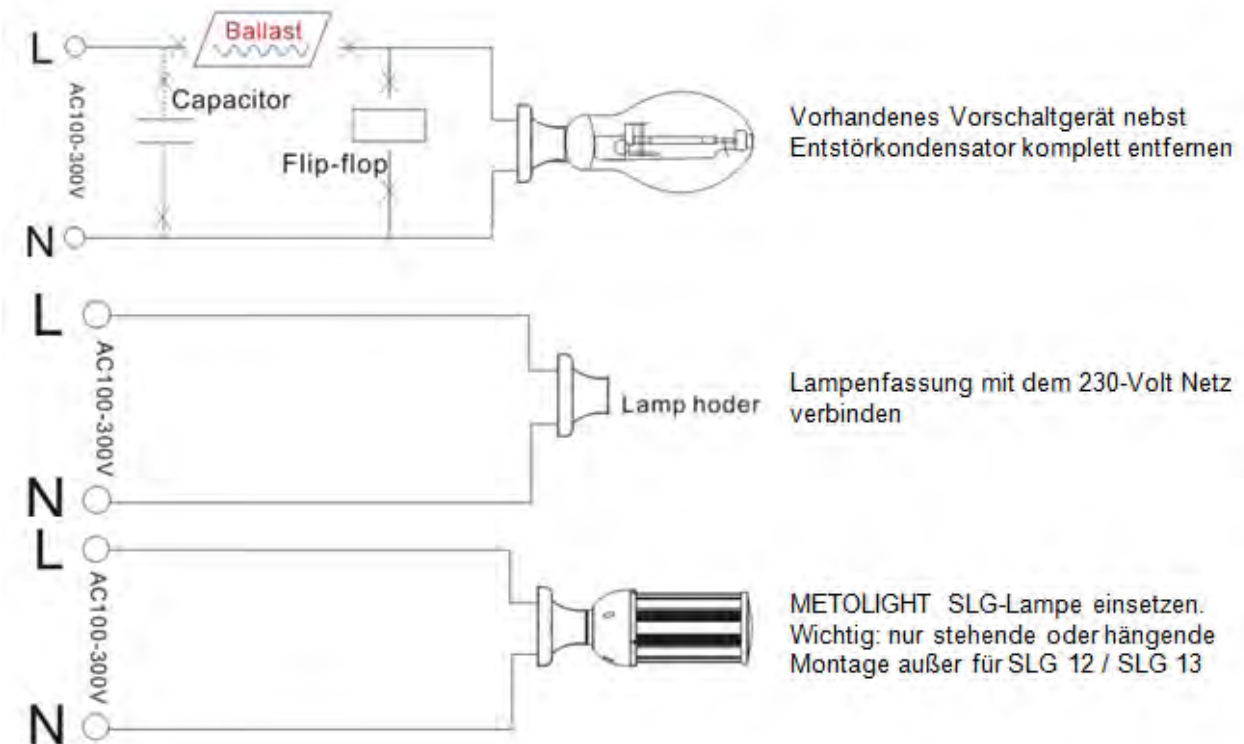 L
Ballast
AC100-300V
Capacitor
Flip-flop
N
Vorhandenes Vorschaltgerät nebst
Entstörkondensator komplett entfernen
L
AC100-300V
Lamp hoder
N
Lampenfassung mit dem 230-Volt Netz
verbinden
L
AC100-300V
N
METOLIGHT SLG-Lampe einsetzen.
Wichtig: nur stehende oder hängende
Montage außer für SLG 12 / SLG 13